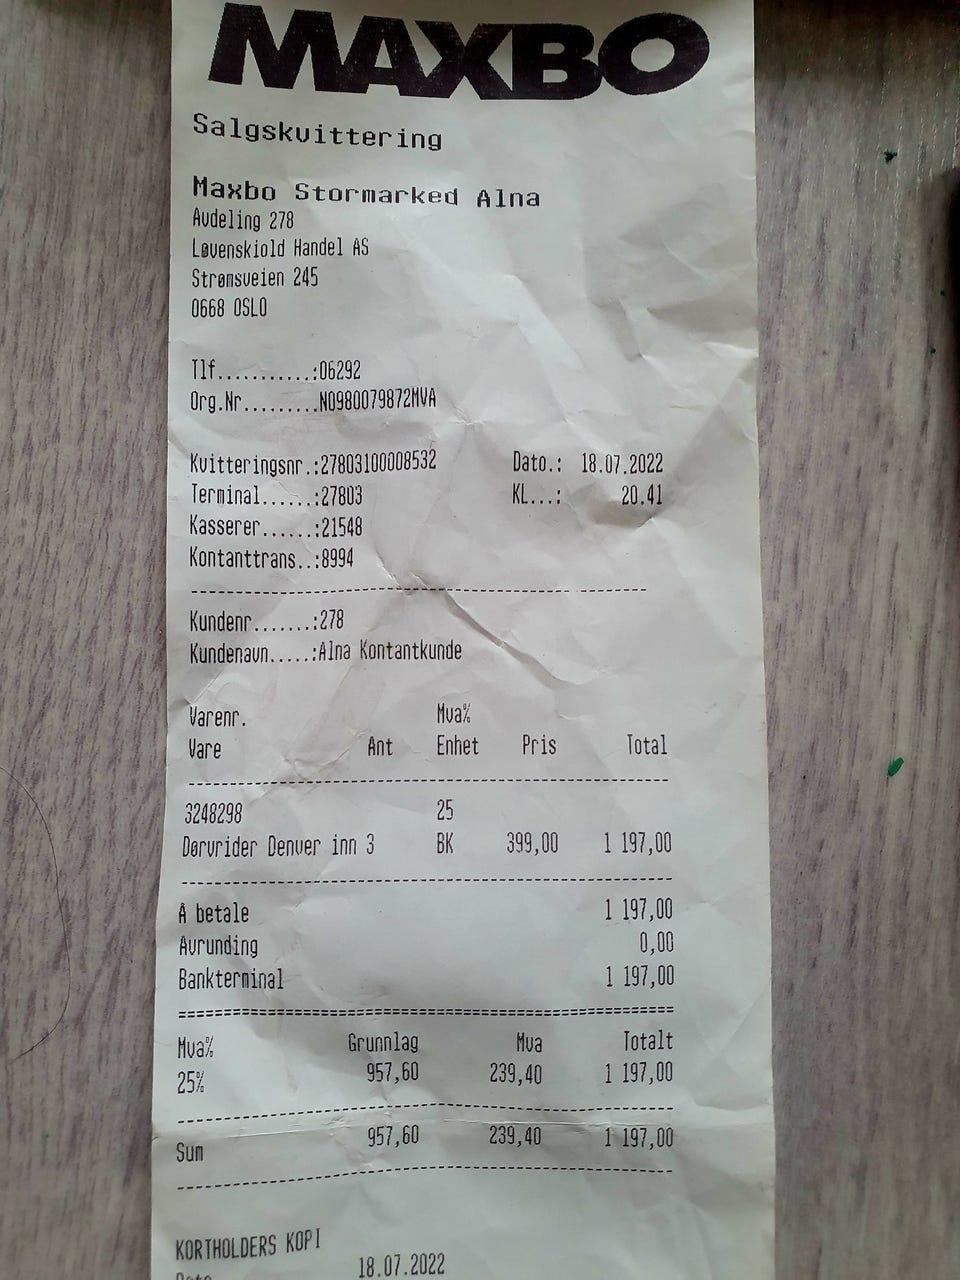 MAXBO
Salgskvittering
Maxbo Stormarked Alna
Avdeling 278
Løvenskiold Handel AS
Strømsveien 245
0668 OSLO
Tlf...........:06292
Org.Nr.........NO980079872MVA
Kvitteringsnr.:27803100008532 Dato.: 18.07.2022
Terminal......:27803 KL...: 20.41
Kasserer......:21548
Kontanttrans..:8994
Kundenr.......:278
Kundenavn.....:Alna Kontantkunde
Varenr. Mva%
Vare Ant Enhet Pris Total
3248298 25
Dørvrider Denver inn 3 BK 399,00 1 197,00
Å betale 1 197,00
Avrunding 0,00
Bankterminal 1 197,00
Mva% Grunnlag Mva Totalt
25% 957,60 239,40 1 197,00
Sum 957,60 239,40 1 197,00
KORTHOLDERS KOPI
Dato 18.07.2022